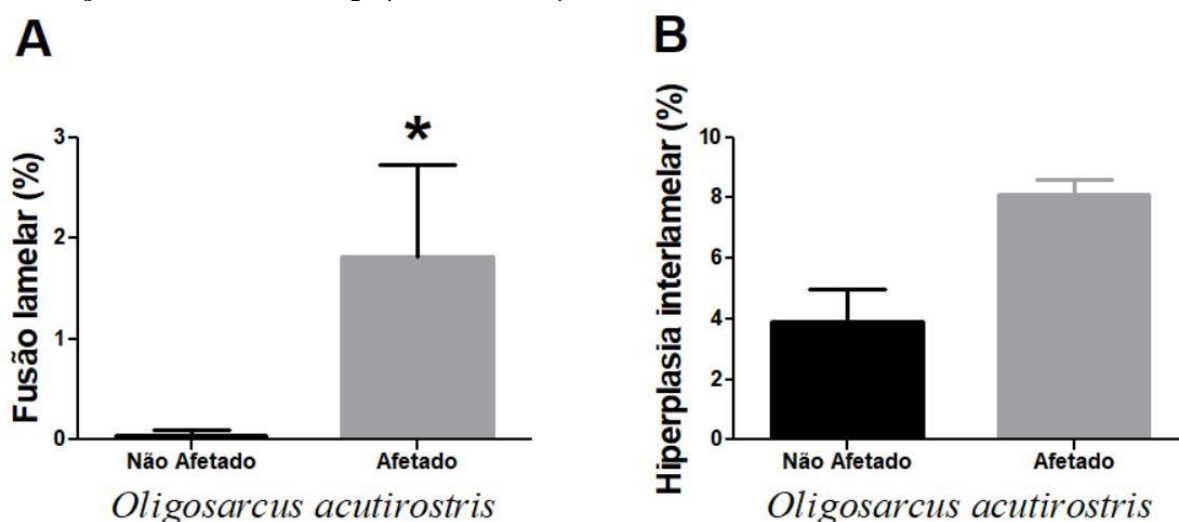 A
Fusão lamelar (%)
3
*
2
1
0
Não Afetado
Afetado
Oligosarcus acutirostris
B
Hiperplasia interlamelar (%)
10
8
6
4
2
0
Não Afetado
Afetado
Oligosarcus acutirostris